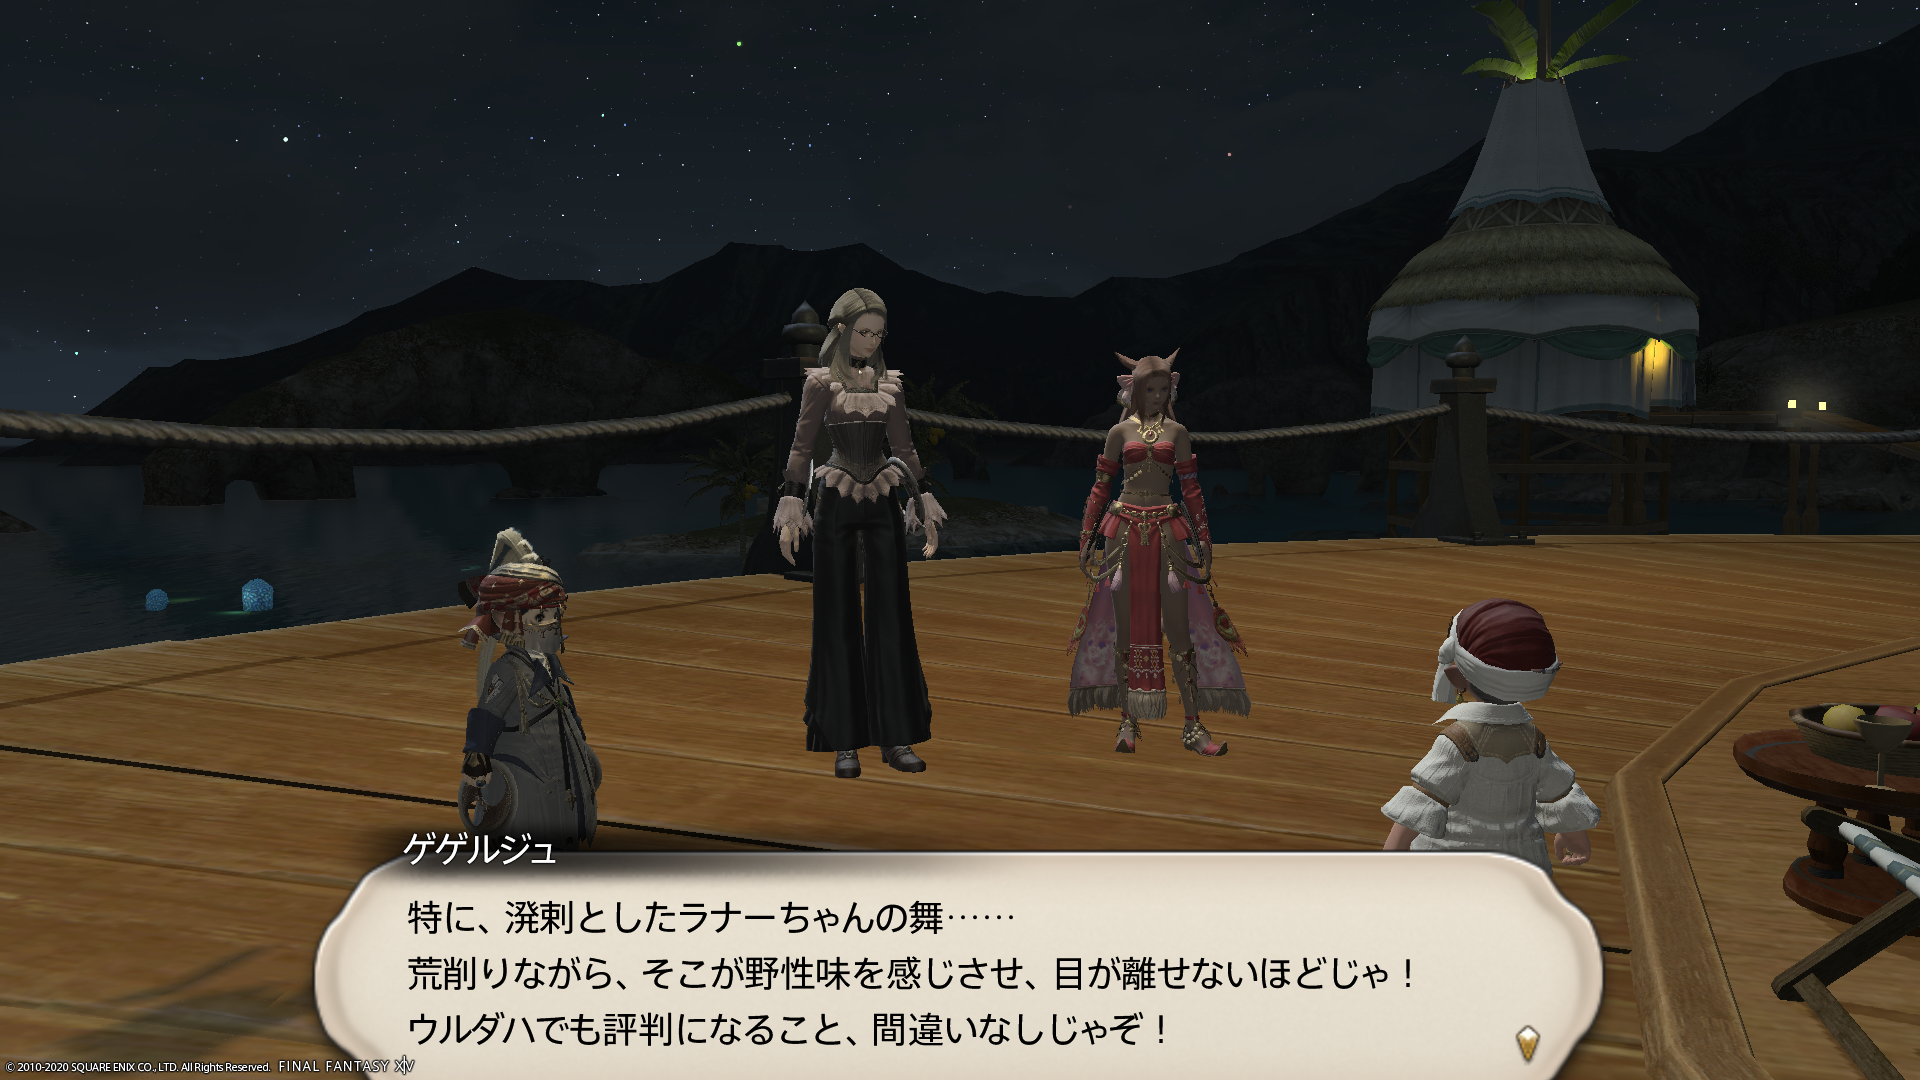 ゲゲルジュ
特に、溌剌としたラナーちゃんの舞……
荒削りながら、そこが野性味を感じさせ、目が離せないほどじゃ！
ウルダハでも評判になること、間違いなしじゃぞ！
© 2010-2020 SQUARE ENIX CO., LTD. All Rights Reserved. FINAL FANTASY XIV